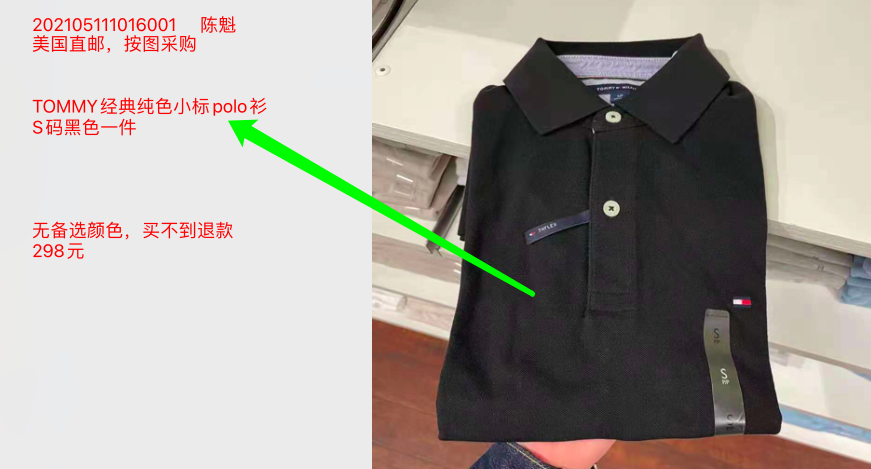 202105111016001 陈魁
美国直邮，按图采购
TOMMY经典纯色小标polo衫
S码黑色一件
无备选颜色，买不到退款
298元
TOMMY HILFIGER
S
S